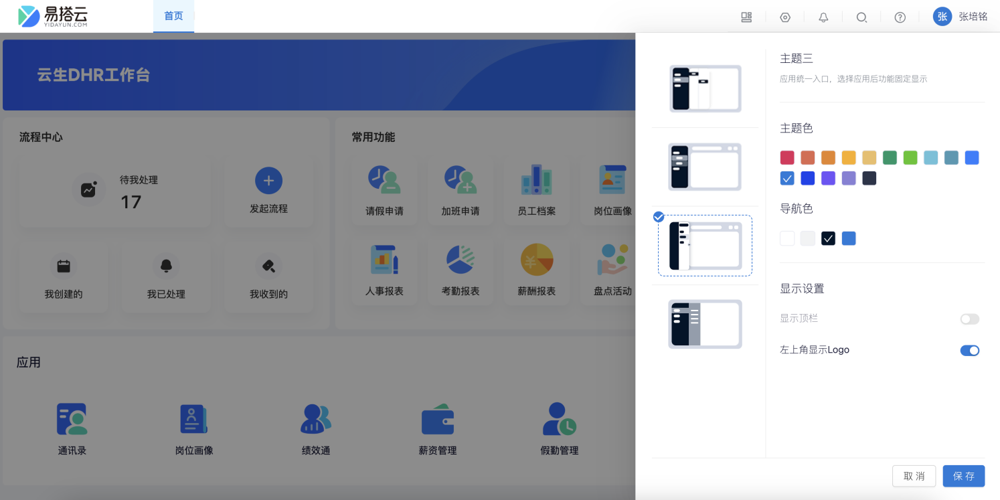 易搭云
YIDAYUN.COM
首页
张
张培铭
云生DHR工作台
流程中心
待我处理
17
发起流程
我创建的
我已处理
我收到的
常用功能
请假申请
加班申请
员工档案
岗位画像
人事报表
考勤报表
薪酬报表
盘点活动
应用
通讯录
岗位画像
绩效通
薪资管理
假勤管理
主题三
应用统一入口，选择应用后功能固定显示
主题色
导航色
显示设置
显示顶栏
左上角显示Logo
取 消
保 存